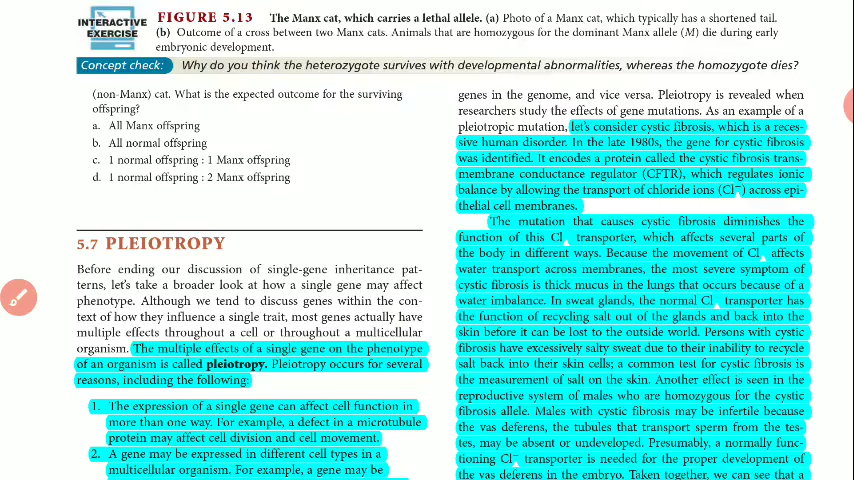 INTERACTIVE
EXERCISE
FIGURE 5.13 The Manx cat, which carries a lethal allele. (a) Photo of a Manx cat, which typically has a shortened tail.
(b) Outcome of a cross between two Manx cats. Animals that are homozygous for the dominant Manx allele (M) die during early
embryonic development.
Concept check: Why do you think the heterozygote survives with developmental abnormalities, whereas the homozygote dies?
(non-Manx) cat. What is the expected outcome for the surviving
offspring?
a. All Manx offspring
b. All normal offspring
c. 1 normal offspring : 1 Manx offspring
d. 1 normal offspring : 2 Manx offspring
5.7 PLEIOTROPY
Before ending our discussion of single-gene inheritance pat-
terns, let's take a broader look at how a single gene may affect
phenotype. Although we tend to discuss genes within the con-
text of how they influence a single trait, most genes actually have
multiple effects throughout a cell or throughout a multicellular
organism. The multiple effects of a single gene on the phenotype
of an organism is called pleiotropy. Pleiotropy occurs for several
reasons, including the following:
1. The expression of a single gene can affect cell function in
more than one way. For example, a defect in a microtubule
protein may affect cell division and cell movement.
2. A gene may be expressed in different cell types in a
multicellular organism. For example, a gene may be
genes in the genome, and vice versa. Pleiotropy is revealed when
researchers study the effects of gene mutations. As an example of a
pleiotropic mutation, let's consider cystic fibrosis, which is a reces-
sive human disorder. In the late 1980s, the gene for cystic fibrosis
was identified. It encodes a protein called the cystic fibrosis trans-
membrane conductance regulator (CFTR), which regulates ionic
balance by allowing the transport of chloride ions (Cl⁻) across epi-
thelial cell membranes.
The mutation that causes cystic fibrosis diminishes the
function of this Cl transporter, which affects several parts of
the body in different ways. Because the movement of Cl affects
water transport across membranes, the most severe symptom of
cystic fibrosis is thick mucus in the lungs that occurs because of a
water imbalance. In sweat glands, the normal Cl transporter has
the function of recycling salt out of the glands and back into the
skin before it can be lost to the outside world. Persons with cystic
fibrosis have excessively salty sweat due to their inability to recycle
salt back into their skin cells; a common test for cystic fibrosis is
the measurement of salt on the skin. Another effect is seen in the
reproductive system of males who are homozygous for the cystic
fibrosis allele. Males with cystic fibrosis may be infertile because
the vas deferens, the tubules that transport sperm from the tes-
tes, may be absent or undeveloped. Presumably, a normally func-
tioning Cl⁻ transporter is needed for the proper development of
the vas deferens in the embryo. Taken together, we can see that a